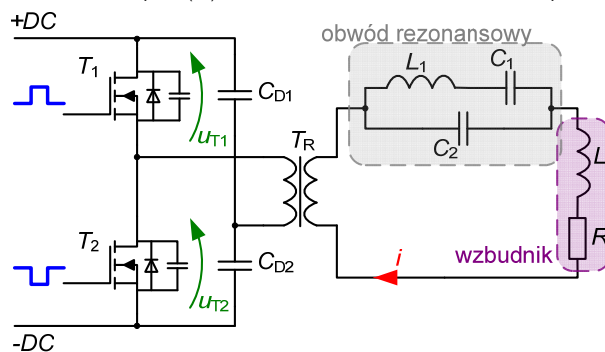 +DC
obwód rezonansowy
T1
L1
C1
CD1
uT1
C2
TR
L
T2
R
wzbudnik
CD2
i
uT2
-DC